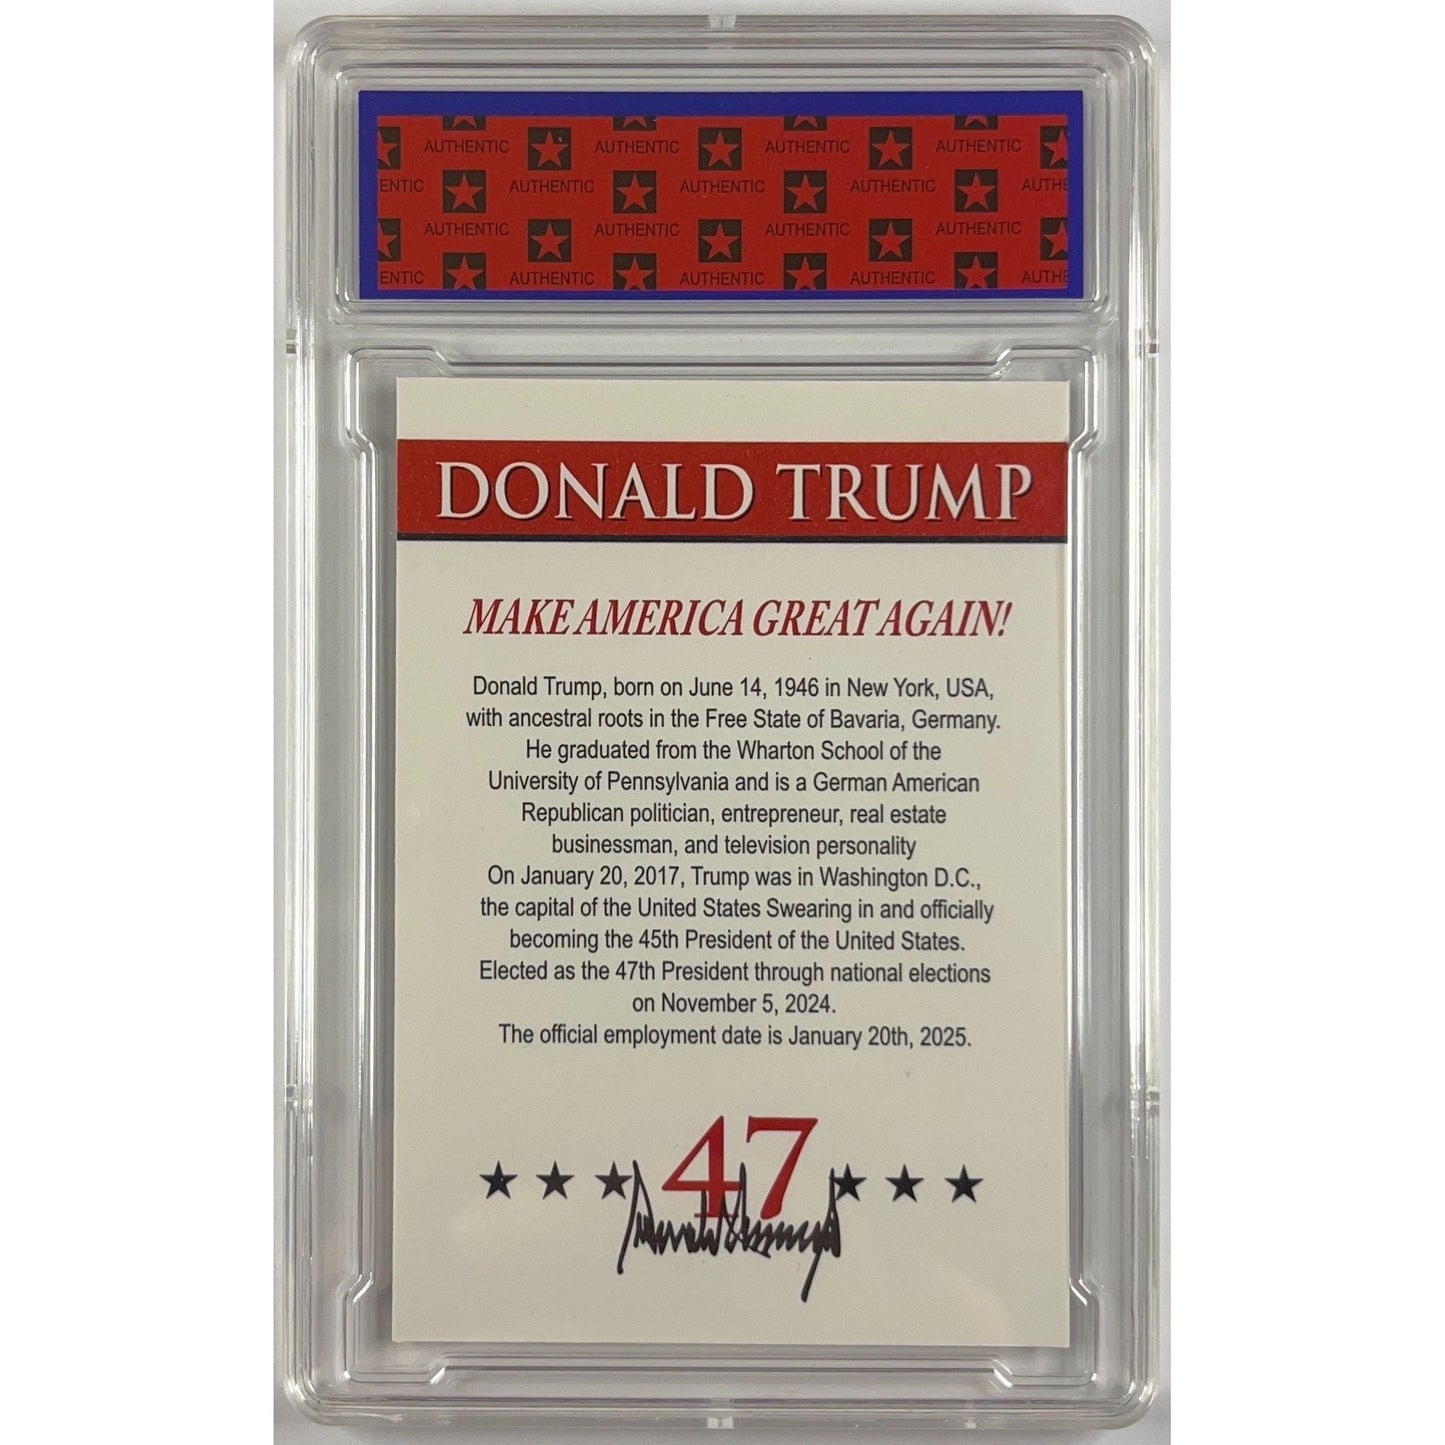 AUTHENTIC AUTHENTIC AUTHENTIC AUTHENTIC
ENTIC AUTHENTIC AUTHENTIC AUTHENTIC AUTHE
AUTHENTIC AUTHENTIC AUTHENTIC AUTHENTIC
ENTIC AUTHENTIC AUTHENTIC AUTHENTIC AUTHE
DONALD TRUMP
MAKE AMERICA GREAT AGAIN!
Donald Trump, born on June 14, 1946 in New York, USA,
with ancestral roots in the Free State of Bavaria, Germany.
He graduated from the Wharton School of the
University of Pennsylvania and is a German American
Republican politician, entrepreneur, real estate
businessman, and television personality
On January 20, 2017, Trump was in Washington D.C.,
the capital of the United States Swearing in and officially
becoming the 45th President of the United States.
Elected as the 47th President through national elections
on November 5, 2024.
The official employment date is January 20th, 2025.
47
Donald Trump